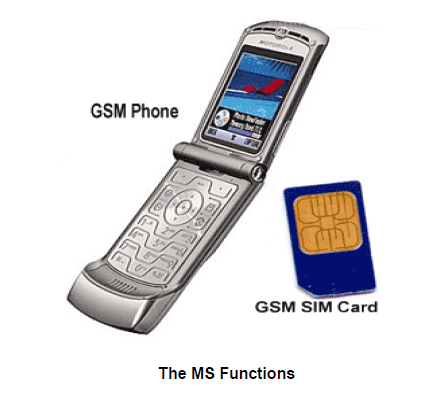 MOTOROLA
GSM Phone
GSM SIM Card
The MS Functions